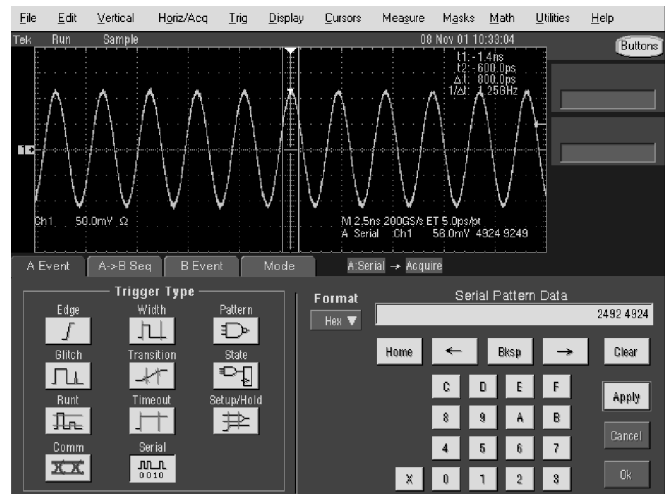 File Edit Vertical Horiz/Acq Trig Display Cursors Measure Masks Math Utilities Help
Tek Run Sample 08 Nov 01 10:33:04
Buttons
t1: -1.4ns
t2: -600.0ps
Δt: 800.0ps
1/Δt: 1.25GHz
1
Ch1 50.0mV Ω M 2.5ns 200GS/s ET 5.0ps/pt
A Serial Ch1 58.0mV 4924 9249
A Event A->B Seq B Event Mode A:Serial → Acquire
Trigger Type
Edge Width Pattern
Glitch Transition State
Runt Timeout Setup/Hold
Comm Serial
0010
Format
Hex
Serial Pattern Data
2492 4924
Home ← Bksp → Clear
C D E F
Apply
8 9 A B
Cancel
4 5 6 7
X 0 1 2 3
Ok